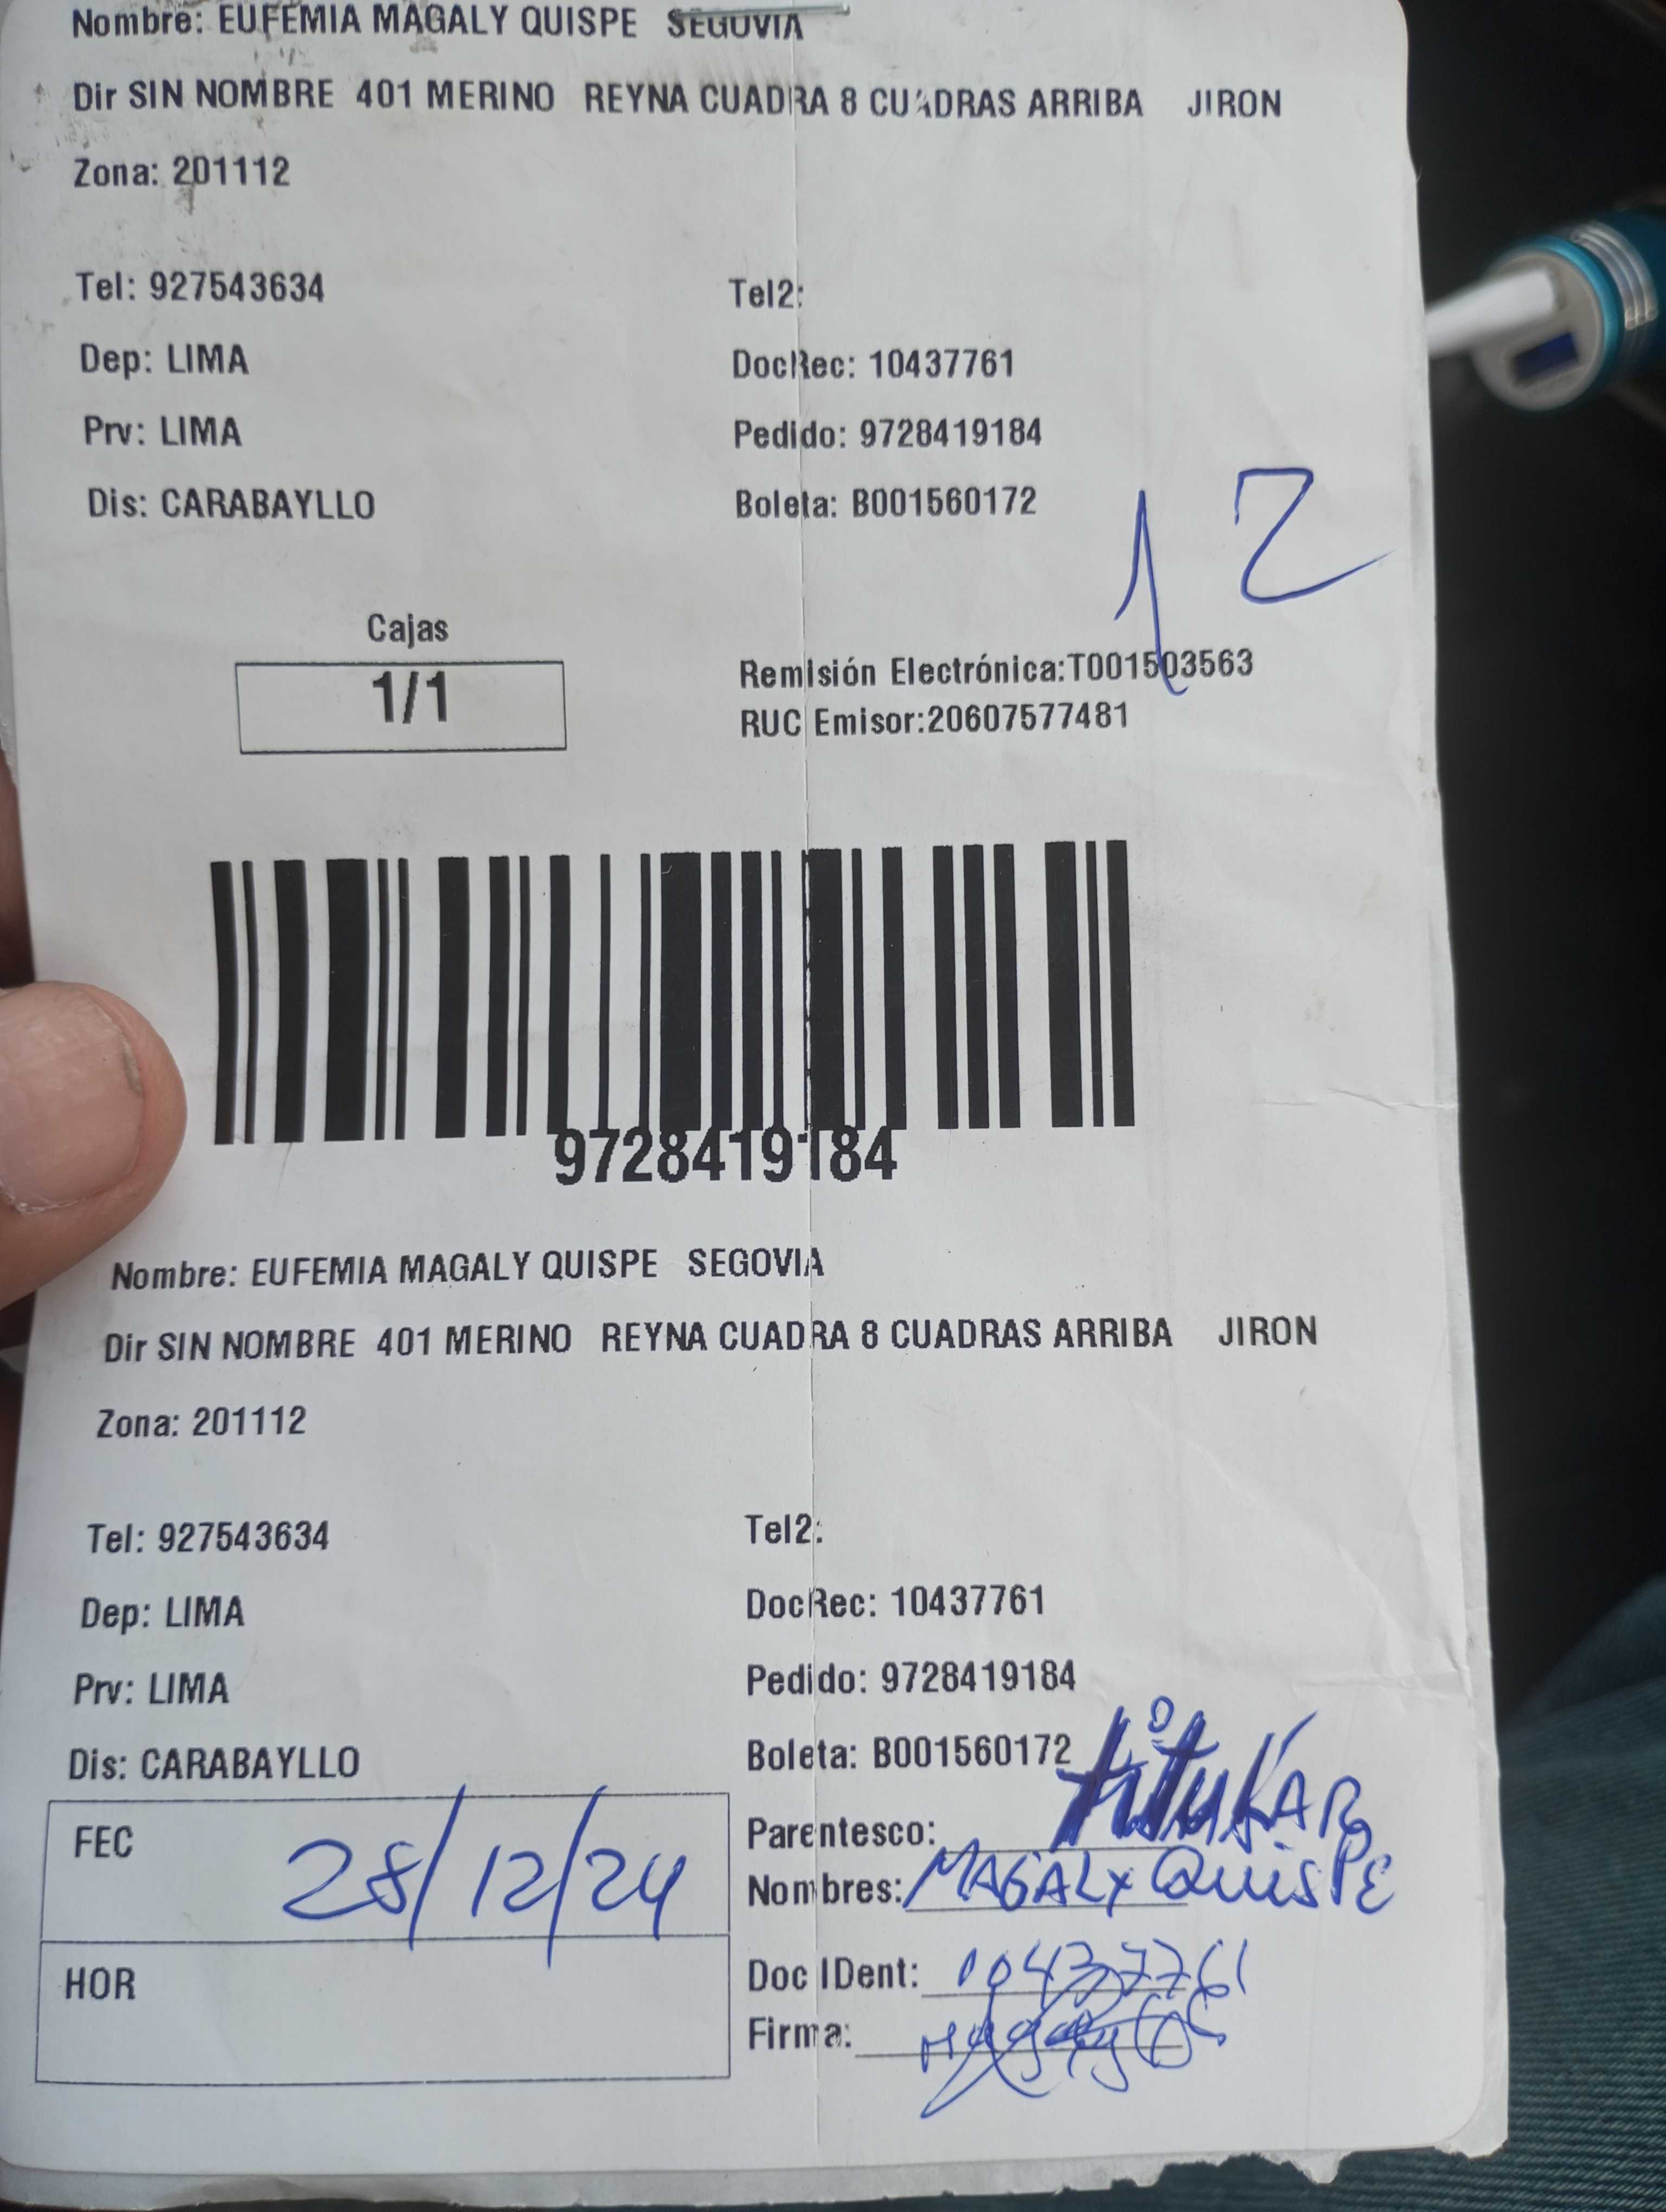 Nombre: EUFEMIA MAGALY QUISPE SEGOVIA
Dir SIN NOMBRE 401 MERINO REYNA CUADRA 8 CUADRAS ARRIBA JIRON
Zona: 201112
Tel: 927543634 Tel2:
Dep: LIMA DocRec: 10437761
Prv: LIMA Pedido: 9728419184
Dis: CARABAYLLO Boleta: B001560172
12
Cajas
1/1
Remisión Electrónica:T001503563
RUC Emisor:20607577481
9728419184
Nombre: EUFEMIA MAGALY QUISPE SEGOVIA
Dir SIN NOMBRE 401 MERINO REYNA CUADRA 8 CUADRAS ARRIBA JIRON
Zona: 201112
Tel: 927543634 Tel2:
Dep: LIMA DocRec: 10437761
Prv: LIMA Pedido: 9728419184
Dis: CARABAYLLO Boleta: B001560172
FEC 28/12/24
HOR
Parentesco: tituLAR
Nombres: MAGALY QuisPE
Doc IDent: 10437761
Firma: